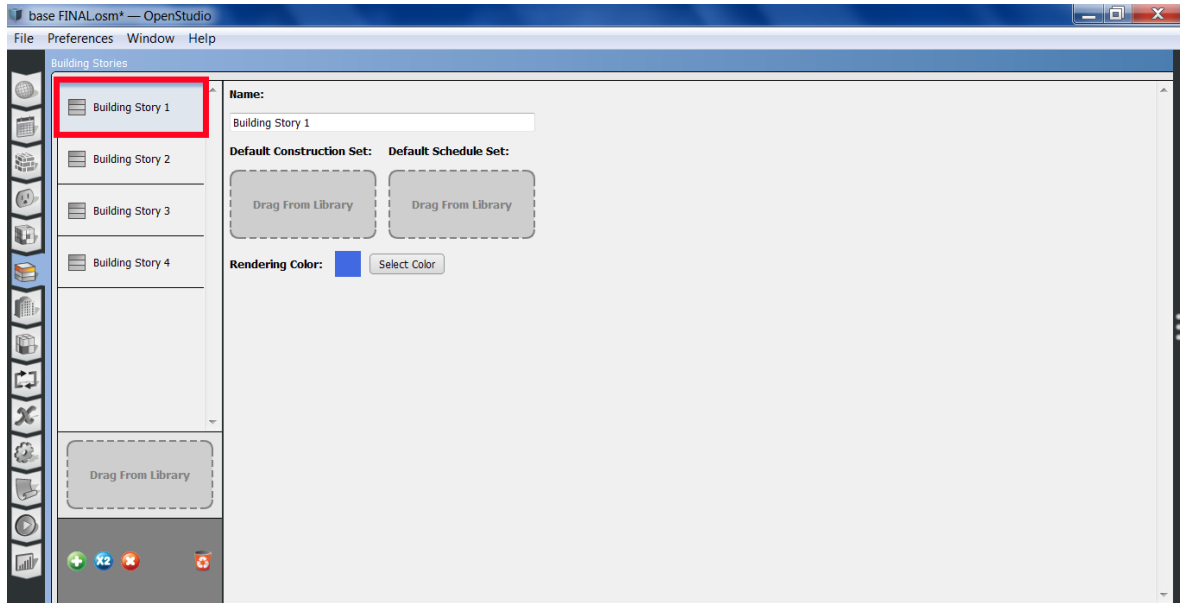 base FINAL.osm* — OpenStudio
File Preferences Window Help
Building Stories
Building Story 1
Building Story 2
Building Story 3
Building Story 4
Drag From Library
X2
Name:
Building Story 1
Default Construction Set: Default Schedule Set:
Drag From Library Drag From Library
Rendering Color: Select Color